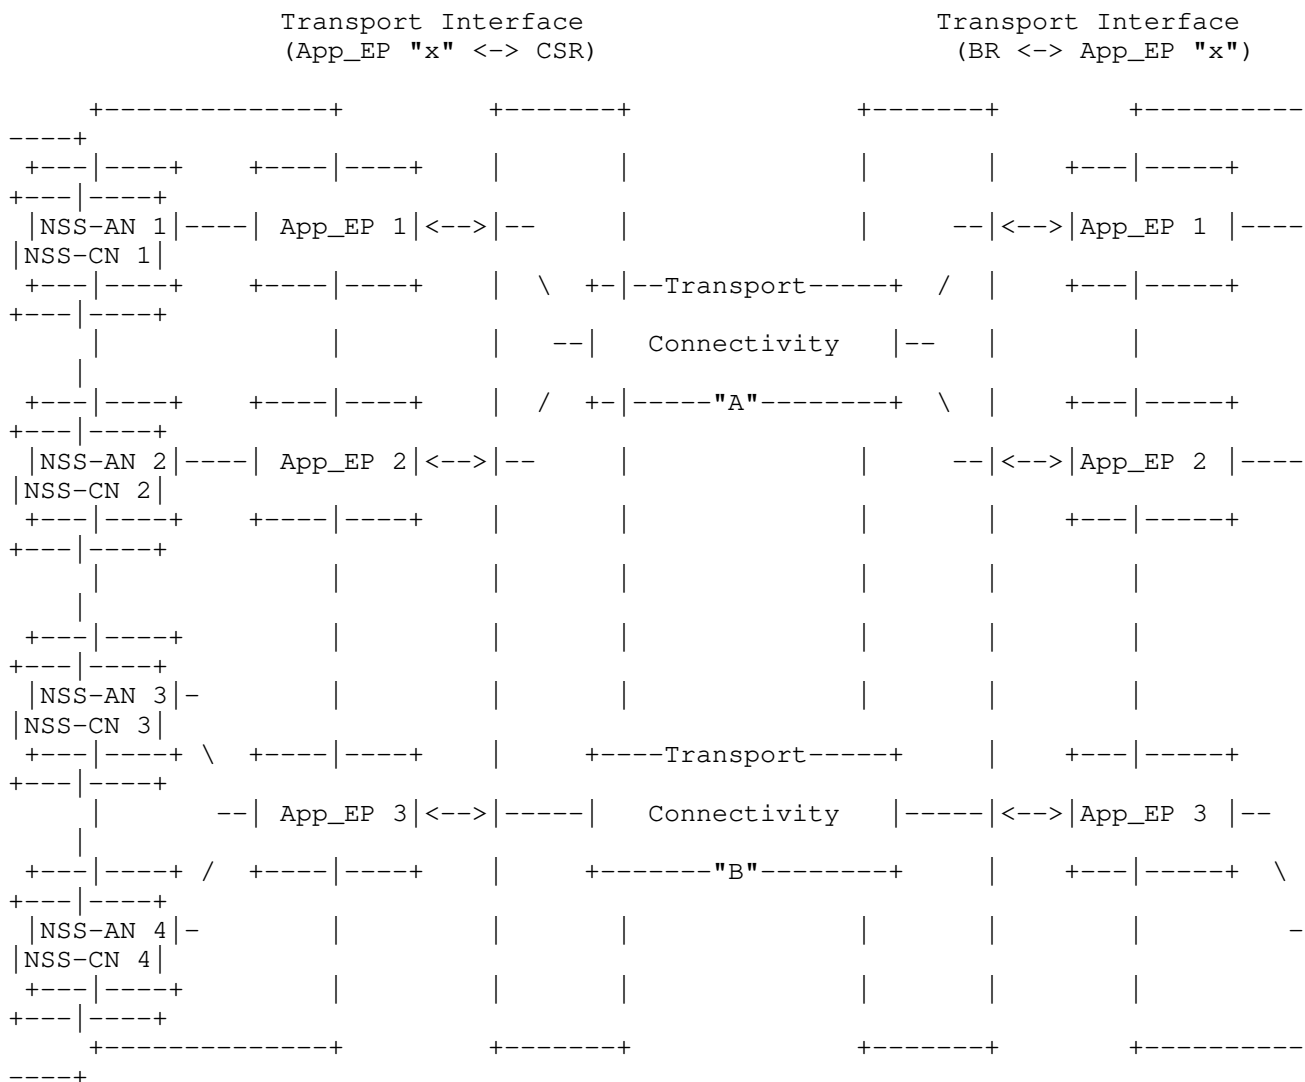 Transport Interface                      Transport Interface
                 (App_EP "x" <-> CSR)                       (BR <-> App_EP "x")

     +--------------+         +-------+              +-------+        +----------
----+
 +---|----+    +----|----+    |       |              |       |    +---|-----+
+---|----+
 |NSS-AN 1|----| App_EP 1|<-->|--     |              |     --|<-->|App_EP 1 |----
|NSS-CN 1|
 +---|----+    +----|----+    |  \  +-|--Transport-----+  /  |    +---|-----+
+---|----+
     |              |         |   --|   Connectivity   |--   |        |
    |
 +---|----+    +----|----+    |  /  +-|-----"A"--------+  \  |    +---|-----+
+---|----+
 |NSS-AN 2|----| App_EP 2|<-->|--     |              |     --|<-->|App_EP 2 |----
|NSS-CN 2|
 +---|----+    +----|----+    |       |              |       |    +---|-----+
+---|----+
     |              |         |       |              |       |        |
    |
 +---|----+         |         |       |              |       |        |
+---|----+
 |NSS-AN 3|-        |         |       |              |       |        |
|NSS-CN 3|
 +---|----+ \  +----|----+    |     +----Transport-----+     |    +---|-----+
+---|----+
     |       --| App_EP 3|<-->|-----|   Connectivity   |-----|<-->|App_EP 3 |--
    |
 +---|----+ /  +----|----+    |     +-------"B"--------+     |    +---|-----+  \
+---|----+
 |NSS-AN 4|-        |         |       |              |       |        |         -
|NSS-CN 4|
 +---|----+         |         |       |              |       |        |
+---|----+
     +--------------+         +-------+              +-------+        +----------
----+